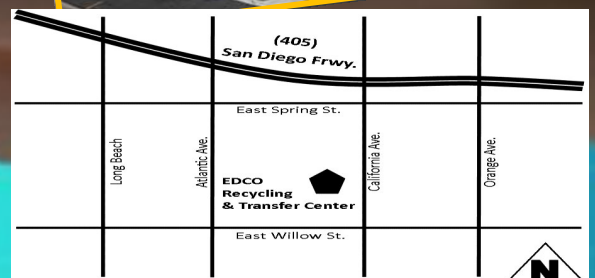 (405)
San Diego Frwy.
East Spring St.
Long Beach
Atlantic Ave.
California Ave.
Orange Ave.
EDCO
Recycling
& Transfer Center
East Willow St.
N